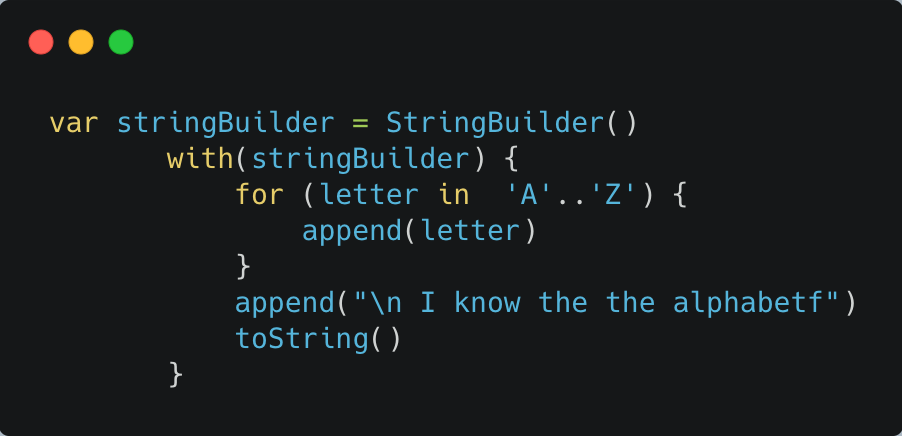 var stringBuilder = StringBuilder()
with(stringBuilder) {
for (letter in  'A'..'Z') {
append(letter)
}
append("\n I know the the alphabetf")
toString()
}